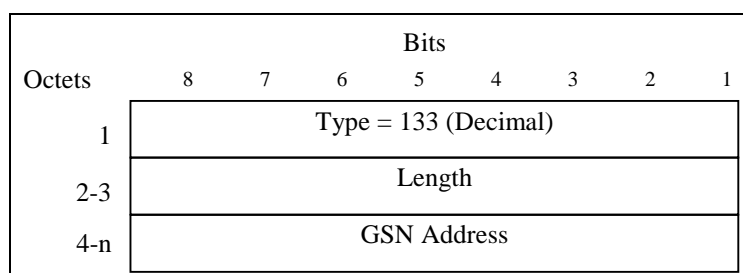 Bits
Octets 8 7 6 5 4 3 2 1
1 Type = 133 (Decimal)
2-3 Length
4-n GSN Address